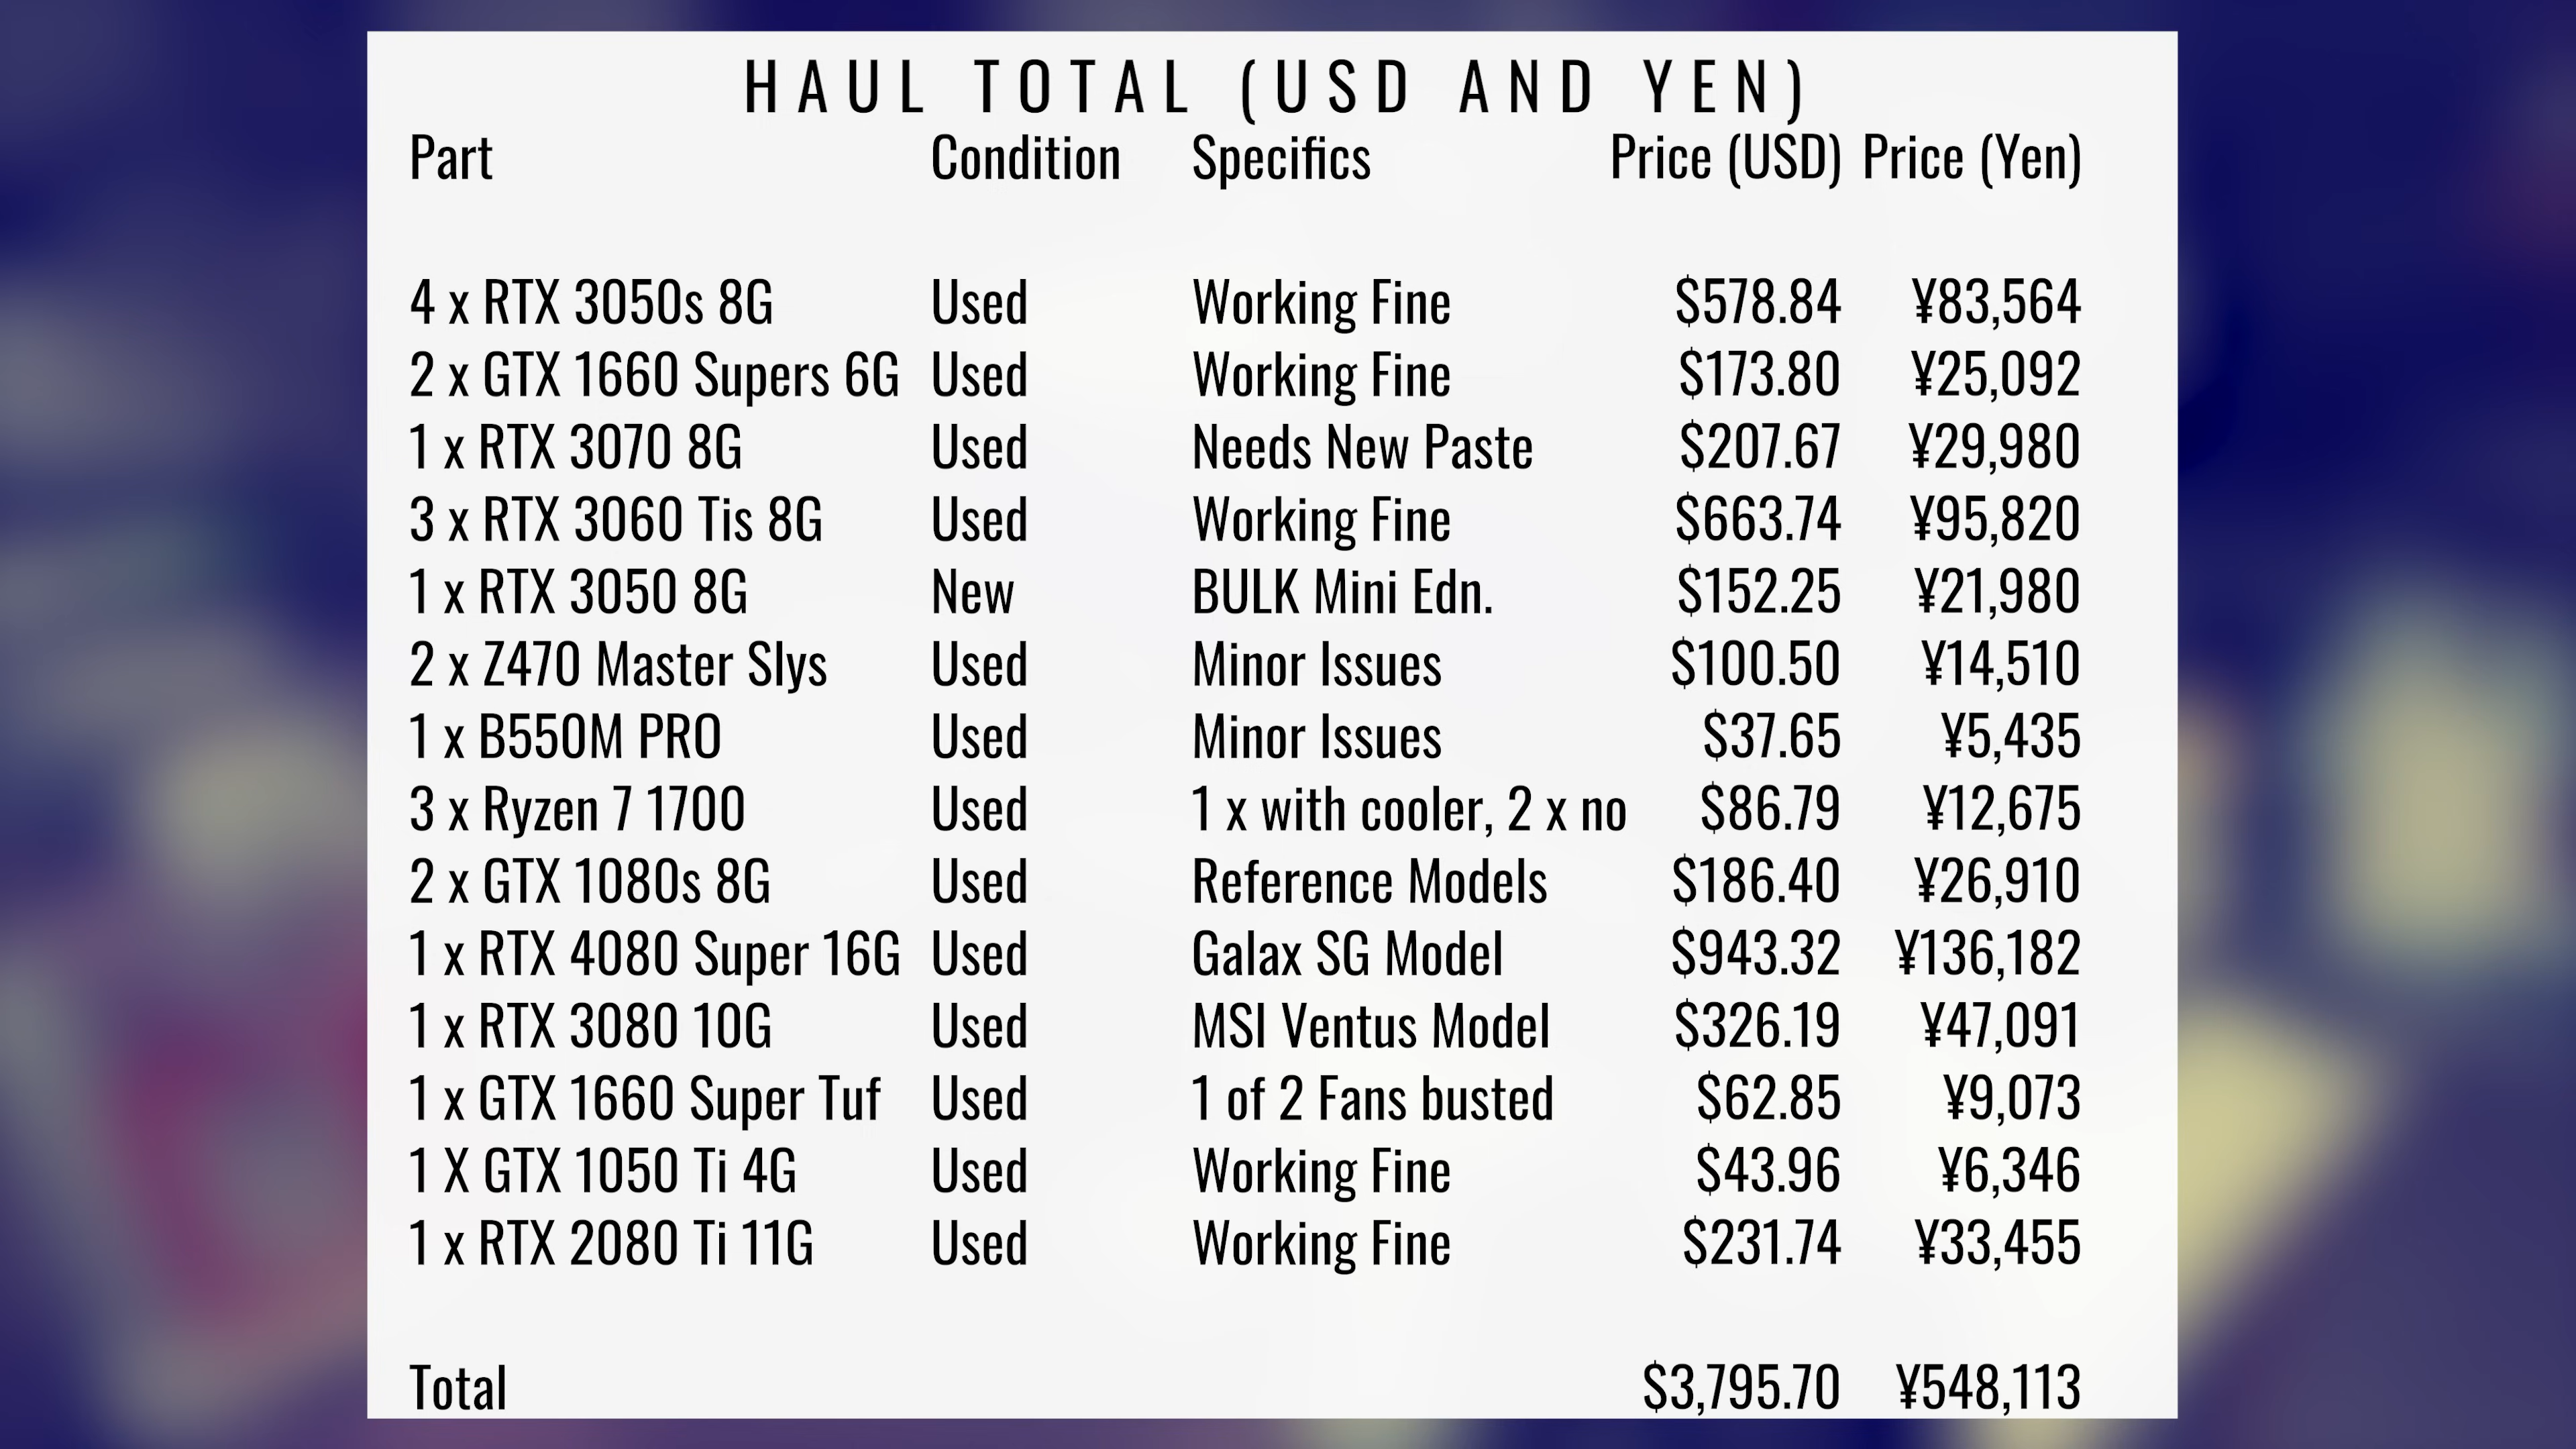 HAUL TOTAL (USD AND YEN)
Part Condition Specifics Price (USD) Price (Yen)
4 x RTX 3050s 8G Used Working Fine $578.84 ¥83,564
2 x GTX 1660 Supers 6G Used Working Fine $173.80 ¥25,092
1 x RTX 3070 8G Used Needs New Paste $207.67 ¥29,980
3 x RTX 3060 Tis 8G Used Working Fine $663.74 ¥95,820
1 x RTX 3050 8G New BULK Mini Edn. $152.25 ¥21,980
2 x Z470 Master Slys Used Minor Issues $100.50 ¥14,510
1 x B550M PRO Used Minor Issues $37.65 ¥5,435
3 x Ryzen 7 1700 Used 1 x with cooler, 2 x no $86.79 ¥12,675
2 x GTX 1080s 8G Used Reference Models $186.40 ¥26,910
1 x RTX 4080 Super 16G Used Galax SG Model $943.32 ¥136,182
1 x RTX 3080 10G Used MSI Ventus Model $326.19 ¥47,091
1 x GTX 1660 Super Tuf Used 1 of 2 Fans busted $62.85 ¥9,073
1 X GTX 1050 Ti 4G Used Working Fine $43.96 ¥6,346
1 x RTX 2080 Ti 11G Used Working Fine $231.74 ¥33,455
Total $3,795.70 ¥548,113